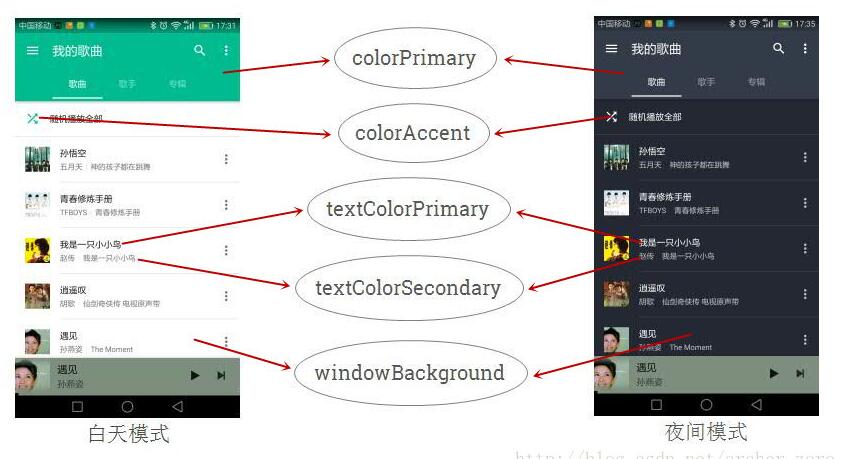 中国移动 17:31
我的歌曲
歌曲 歌手 专辑
随机播放全部
孙悟空
五月天 神的孩子都在跳舞
青春修炼手册
TFBOYS 青春修炼手册
我是一只小小鸟
赵传 我是一只小小鸟
逍遥叹
胡歌 仙剑奇侠传 电视原声带
遇见
孙燕姿 The Moment
遇见
孙燕姿
白天模式
colorPrimary
colorAccent
textColorPrimary
textColorSecondary
windowBackground
中国移动 17:35
我的歌曲
歌曲 歌手 专辑
随机播放全部
孙悟空
五月天 神的孩子都在跳舞
青春修炼手册
TFBOYS 青春修炼手册
我是一只小小鸟
赵传 我是一只小小鸟
逍遥叹
胡歌 仙剑奇侠传 电视原声带
遇见
孙燕姿 The Moment
遇见
孙燕姿
夜间模式